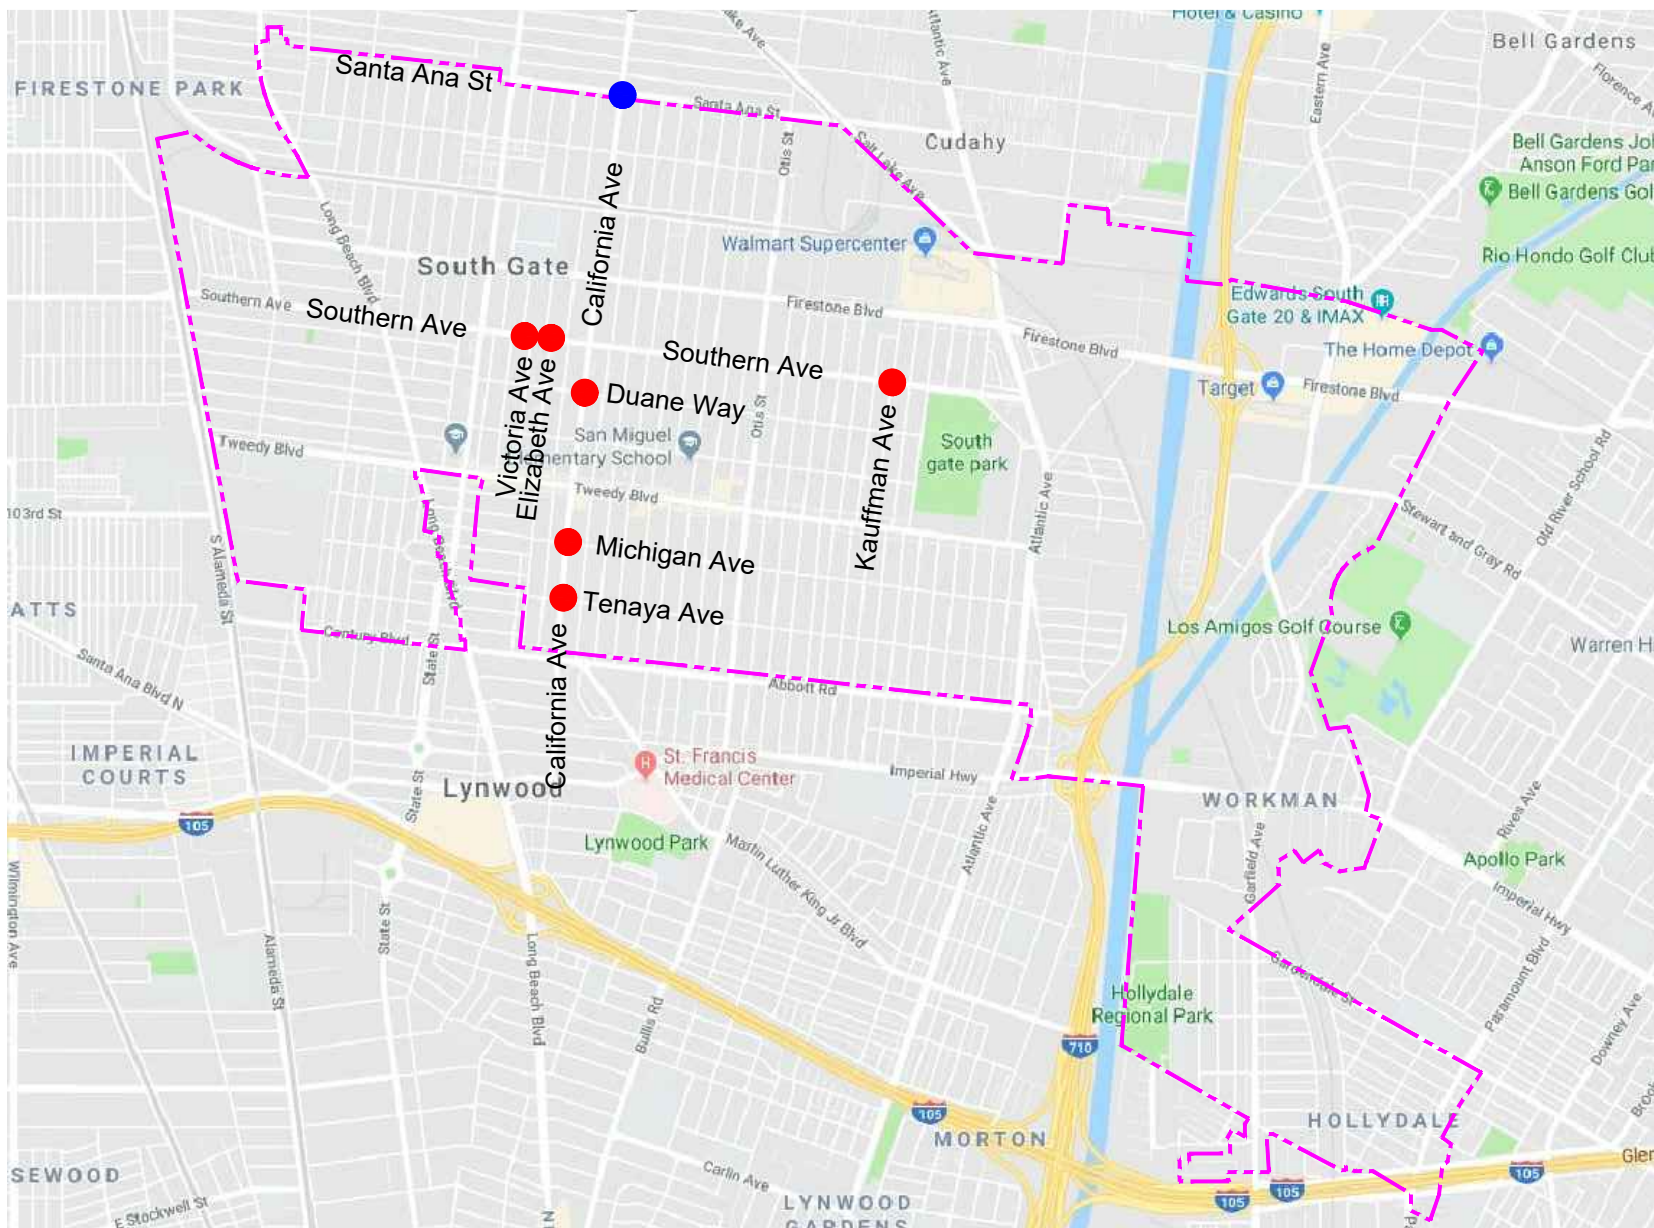 Hotel & Casino
Bell Gardens
Florence A
Atlantic Ave
Eastern Ave
Santa Ana St
FIRESTONE PARK
Santa Ana St
Otis St
Cudahy
Salt Lake Ave
Bell Gardens Joh
Anson Ford Par
Bell Gardens Gol
California Ave
Long Beach Blvd
Walmart Supercenter
Rio Hondo Golf Club
South Gate
Southern Ave
Southern Ave
Firestone Blvd
Edwards South
Gate 20 & IMAX
Firestone Blvd
The Home Depot
Southern Ave
Target
Firestone Blvd
Victoria Ave
Elizabeth Ave
Duane Way
Otis St
Kauffman Ave
San Miguel
mentary School
South
gate park
Tweedy Blvd
Tweedy Blvd
Atlantic Ave
Old River School Rd
Stewart and Gray Rd
103rd St
S Alameda St
Long Beach Blvd
Michigan Ave
Tenaya Ave
ATTS
Century Blvd
State St
Santa Ana Blvd N
California Ave
Los Amigos Golf Course
Warren H
Abbott Rd
IMPERIAL
COURTS
St. Francis
Medical Center
Imperial Hwy
State St
Lynwood
WORKMAN
Rives Ave
105
Lynwood Park
Martin Luther King Jr Blvd
Atlantic Ave
Garfield Ave
Apollo Park
Imperial Hwy
Wilmington Ave
State St
Alameda St
Long Beach Blvd
Bullis Rd
Gardendale St
Paramount Blvd
Downey Ave
Hollydale
Regional Park
710
105
MORTON
HOLLYDALE
Carlin Ave
LYNWOOD
GARDENS
SEWOOD
E Stockwell St
105
105
105
Gler